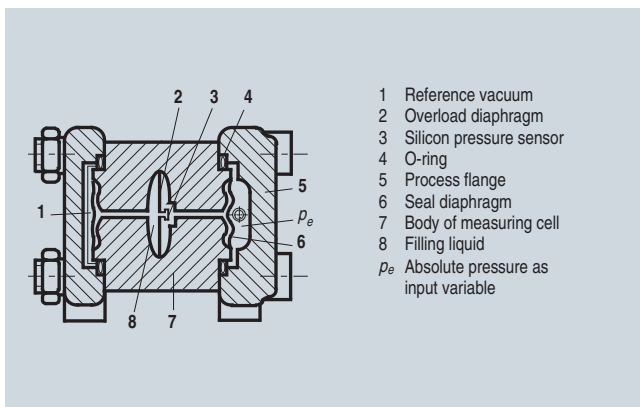 2 3 4
5
1
pe
6
8 7
1 Reference vacuum
2 Overload diaphragm
3 Silicon pressure sensor
4 O-ring
5 Process flange
6 Seal diaphragm
7 Body of measuring cell
8 Filling liquid
pe Absolute pressure as
input variable